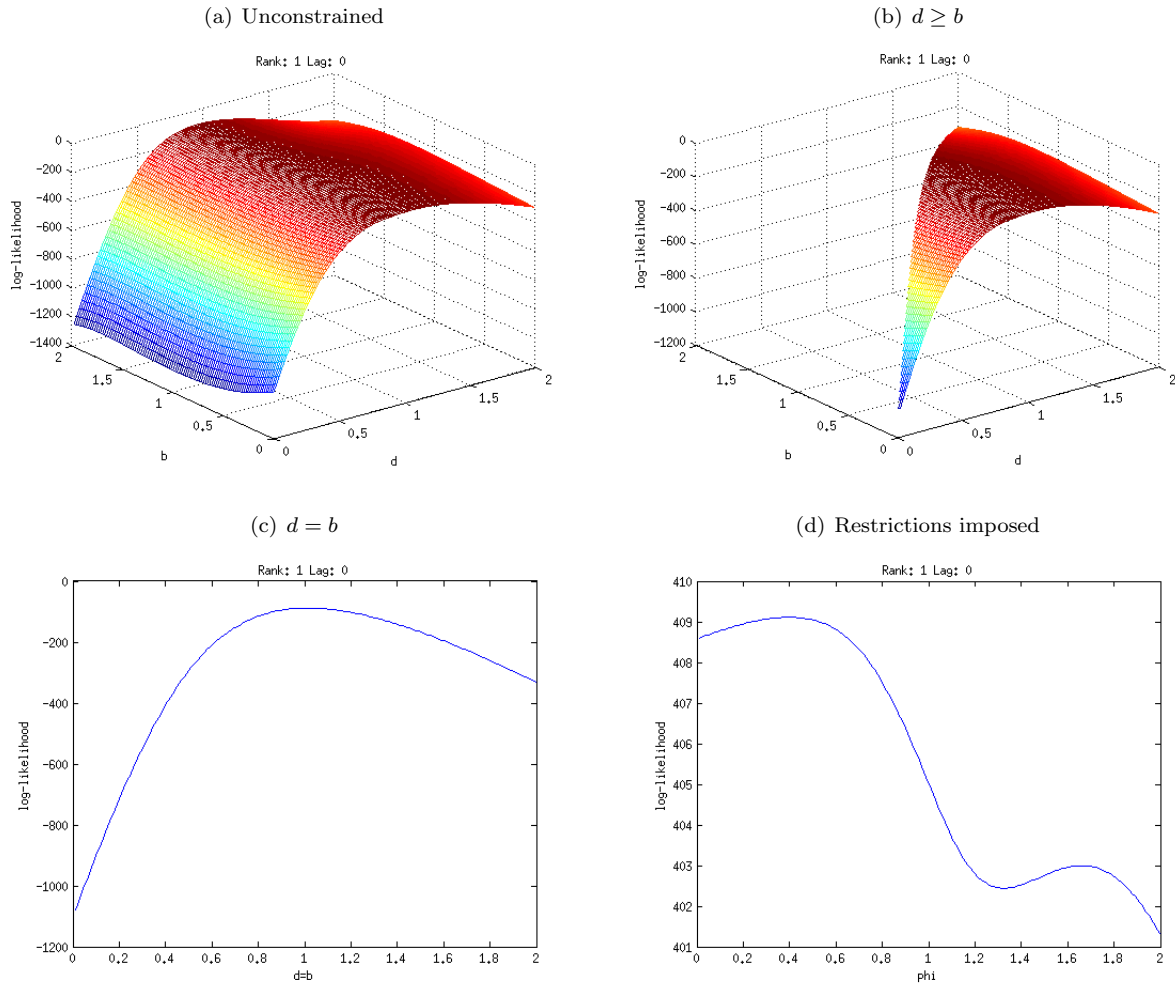 (a) Unconstrained
Rank: 1 Lag: 0
0
-200
-400
-600
-800
-1000
-1200
-1400
log-likelihood
2
1.5
1
0.5
0
b
0
0.5
1
1.5
2
d
(b) d ≥ b
Rank: 1 Lag: 0
0
-200
-400
-600
-800
-1000
-1200
log-likelihood
2
1.5
1
0.5
0
b
0
0.5
1
1.5
2
d
(c) d = b
Rank: 1 Lag: 0
0
-200
-400
-600
-800
-1000
-1200
log-likelihood
0 0.2 0.4 0.6 0.8 1 1.2 1.4 1.6 1.8 2
d=b
(d) Restrictions imposed
Rank: 1 Lag: 0
410
409
408
407
406
405
404
403
402
401
log-likelihood
0 0.2 0.4 0.6 0.8 1 1.2 1.4 1.6 1.8 2
phi